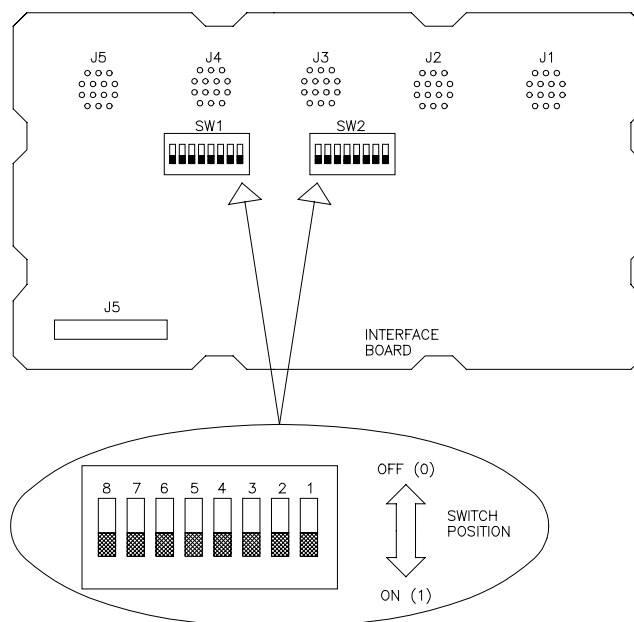 J5 J4 J3 J2 J1
SW1 SW2
J5
INTERFACE
BOARD
8 7 6 5 4 3 2 1
OFF (0)
SWITCH
POSITION
ON (1)